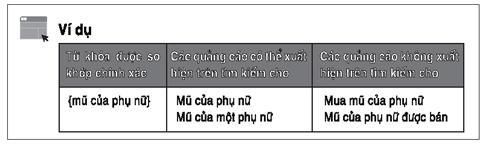 Ví dụ
Từ khóa được so khớp chính xác
Các quảng cáo có thể xuất hiện trên tìm kiếm cho
Các quảng cáo không xuất hiện trên tìm kiếm cho
{mũ của phụ nữ}
Mũ của phụ nữ
Mũ của một phụ nữ
Mua mũ của phụ nữ
Mũ của phụ nữ được bán